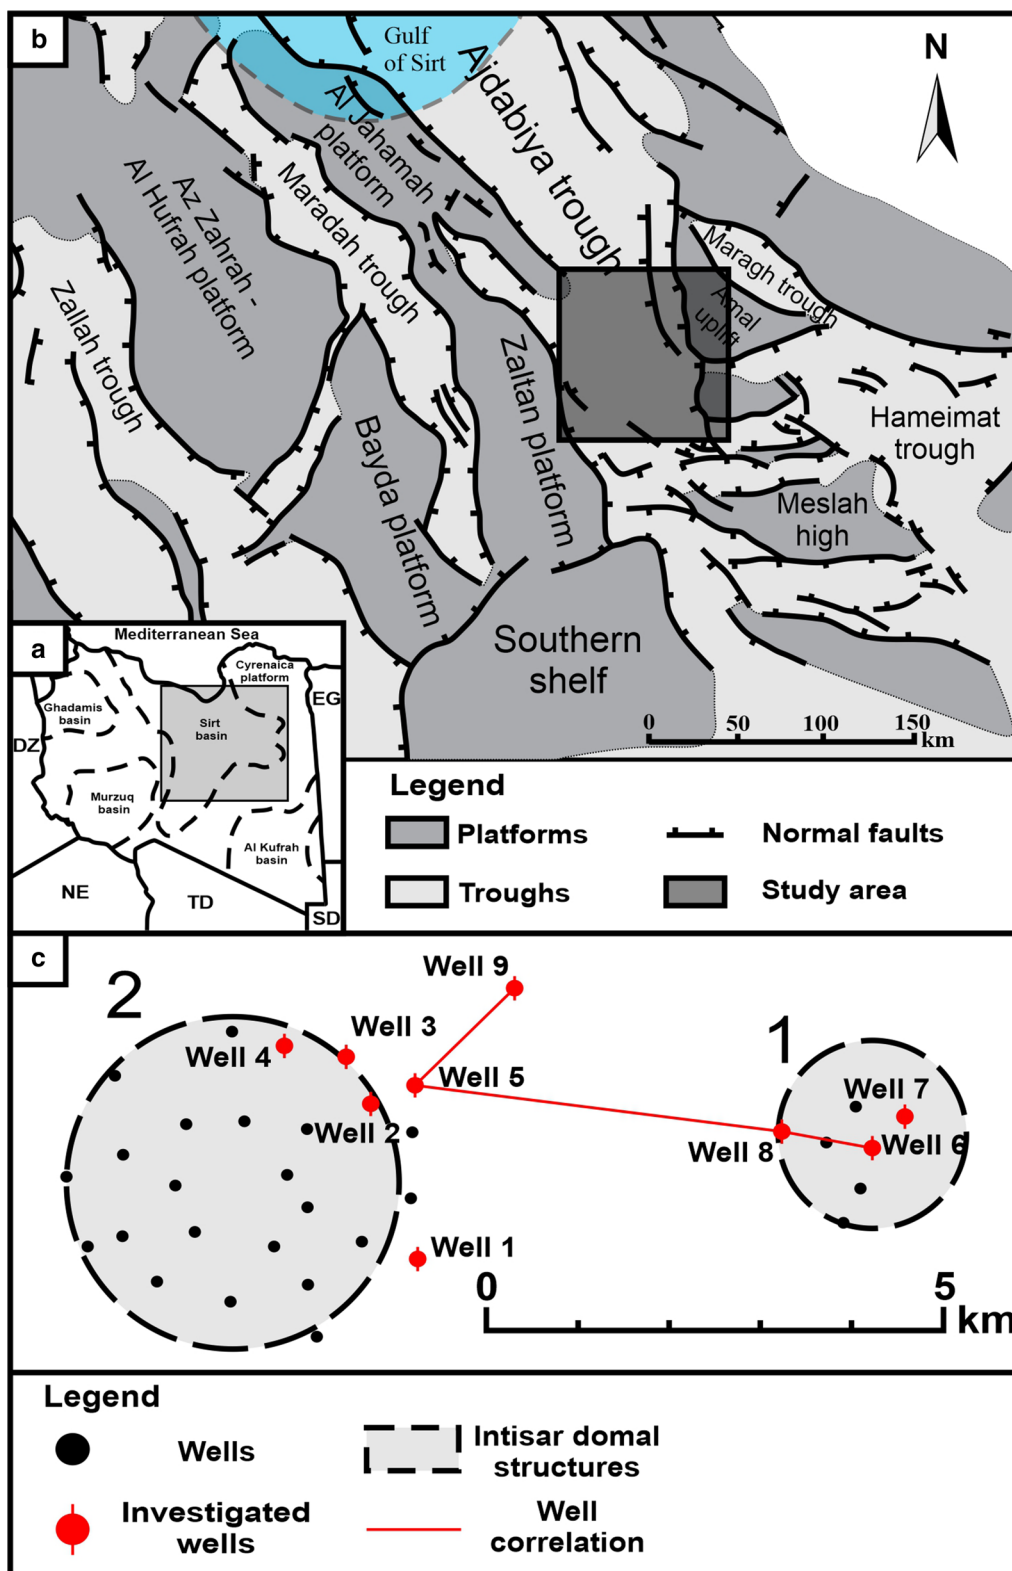 b
Gulf
of Sirt
N
Ajdabiya trough
Al Jahamah
platform
Az Zahrah -
Al Hufrah platform
Maradah trough
Maragh trough
Amal
uplift
Zallah trough
Zaltan platform
Bayda platform
Hameimat
trough
Meslah
high
Southern
shelf
0 50 100 150
km
a
Mediterranean Sea
Cyrenaica
platform
Ghadamis
basin
Sirt
basin
EG
DZ
Murzuq
basin
Al Kufrah
basin
NE
TD
SD
Legend
Platforms
Normal faults
Troughs
Study area
c
2
Well 9
Well 3
1
Well 4
Well 5
Well 7
Well 2
Well 8
Well 6
Well 1
0 5
km
Legend
Wells
Intisar domal
structures
Investigated
wells
Well
correlation